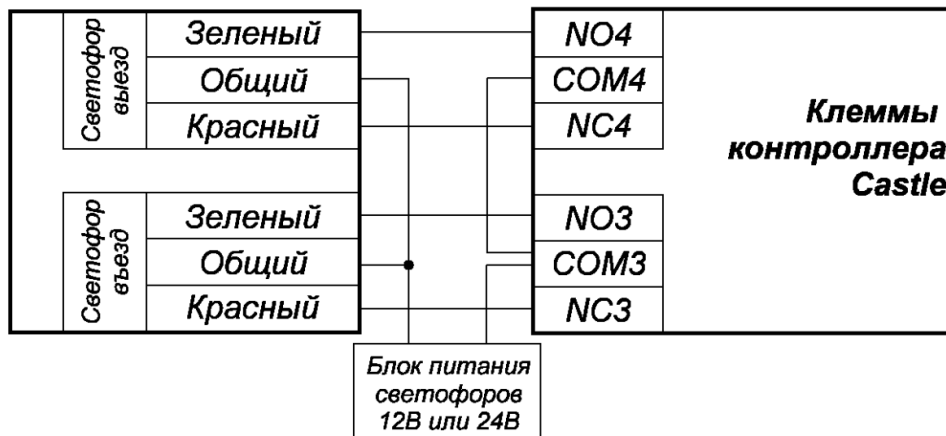 Светофор
выезд
Зеленый
Общий
Красный
NO4
COM4
NC4
Клеммы
контроллера
Castle
Светофор
въезд
Зеленый
Общий
Красный
NO3
COM3
NC3
Блок питания
светофоров
12В или 24В